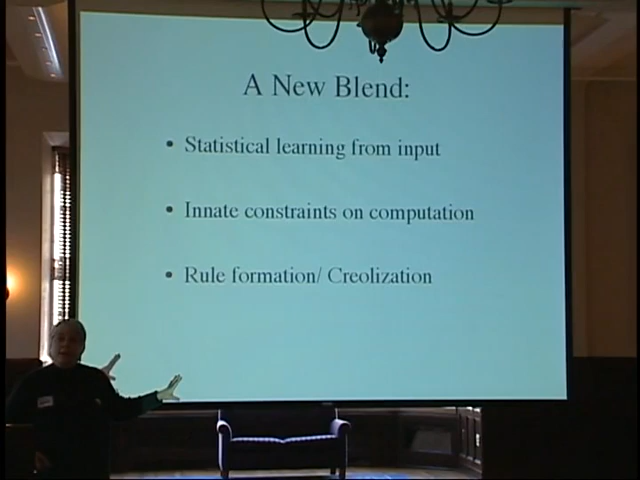 A New Blend:
• Statistical learning from input
• Innate constraints on computation
• Rule formation/ Creolization